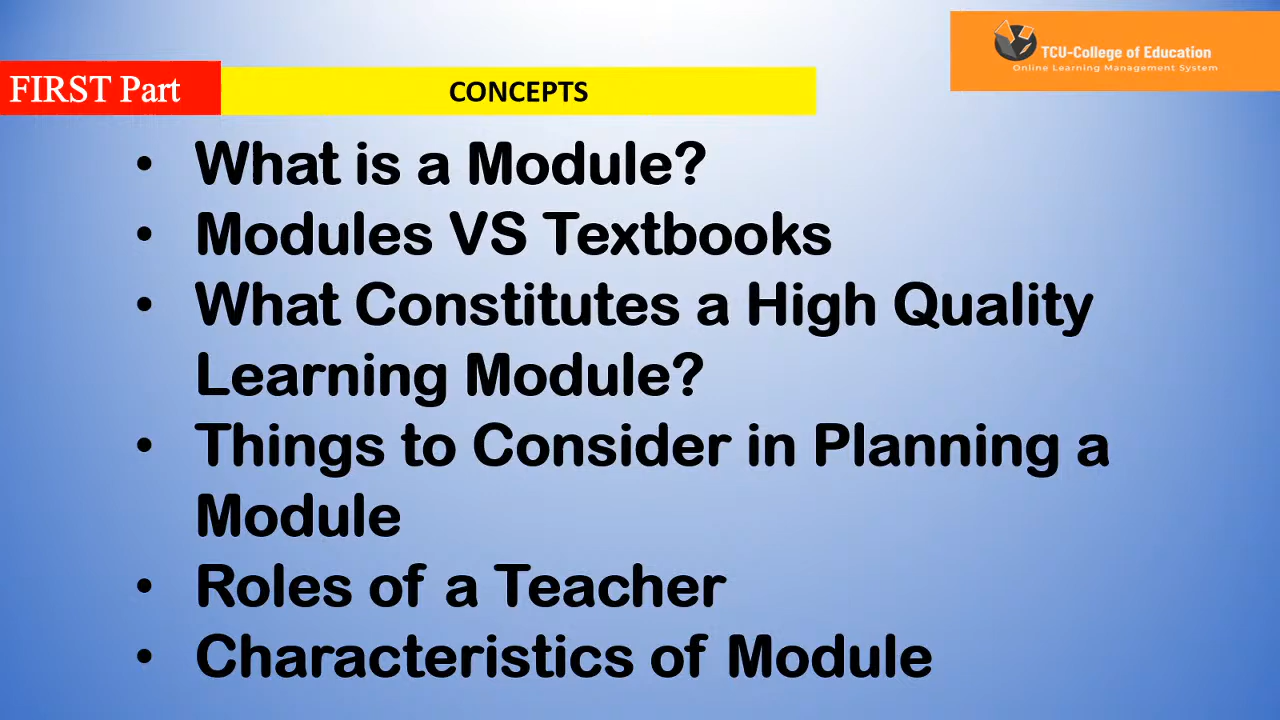 TCU-College of Education
Online Learning Management System
FIRST Part
CONCEPTS
• What is a Module?
• Modules VS Textbooks
• What Constitutes a High Quality
Learning Module?
• Things to Consider in Planning a
Module
• Roles of a Teacher
• Characteristics of Module